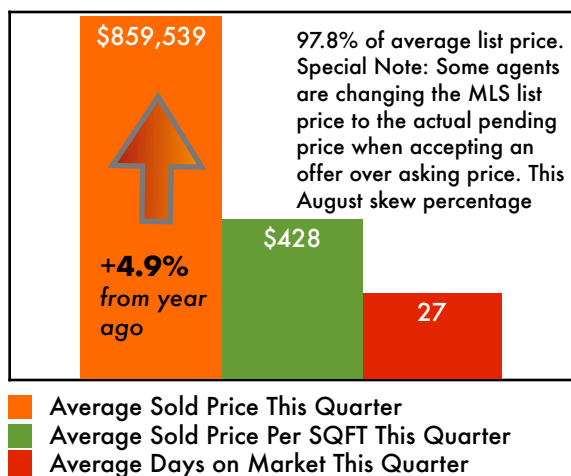 $859,539
97.8% of average list price.
Special Note: Some agents
are changing the MLS list
price to the actual pending
price when accepting an
offer over asking price. This
August skew percentage
$428
+4.9%
from year
ago
27
Average Sold Price This Quarter
Average Sold Price Per SQFT This Quarter
Average Days on Market This Quarter